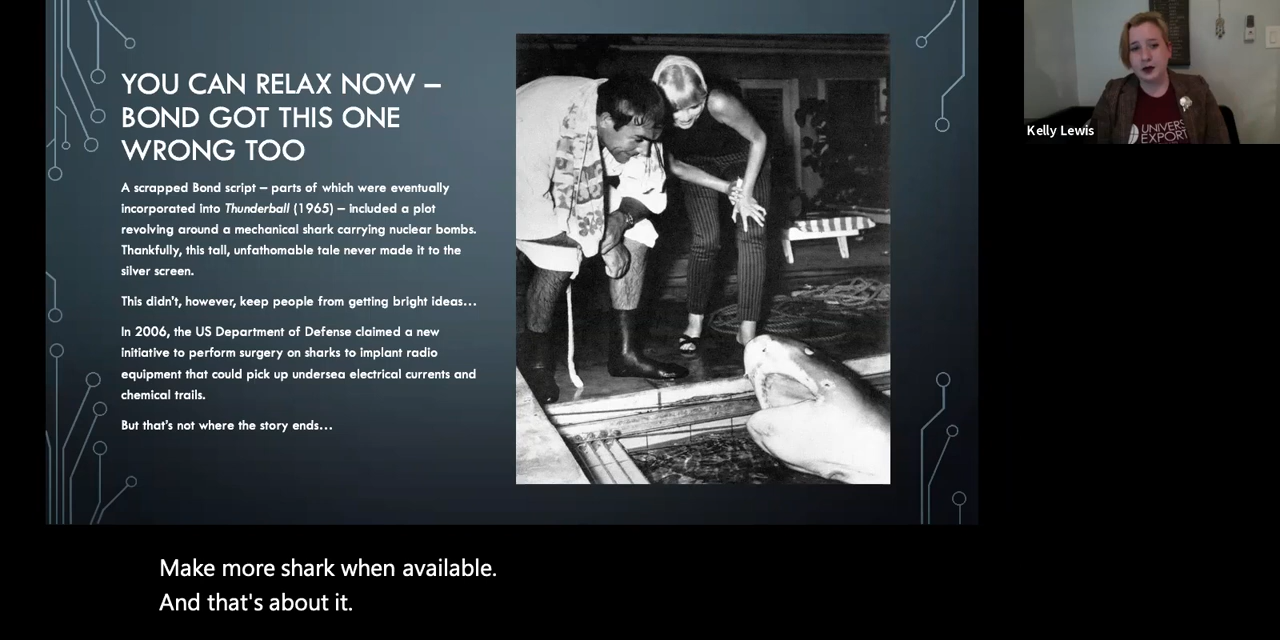 YOU CAN RELAX NOW –
BOND GOT THIS ONE
WRONG TOO
A scrapped Bond script – parts of which were eventually
incorporated into Thunderball (1965) – included a plot
revolving around a mechanical shark carrying nuclear bombs.
Thankfully, this tall, unfathomable tale never made it to the
silver screen.
This didn't, however, keep people from getting bright ideas…
In 2006, the US Department of Defense claimed a new
initiative to perform surgery on sharks to implant radio
equipment that could pick up undersea electrical currents and
chemical trails.
But that's not where the story ends…
Kelly Lewis
UNIVERS
EXPORT
Make more shark when available.
And that's about it.